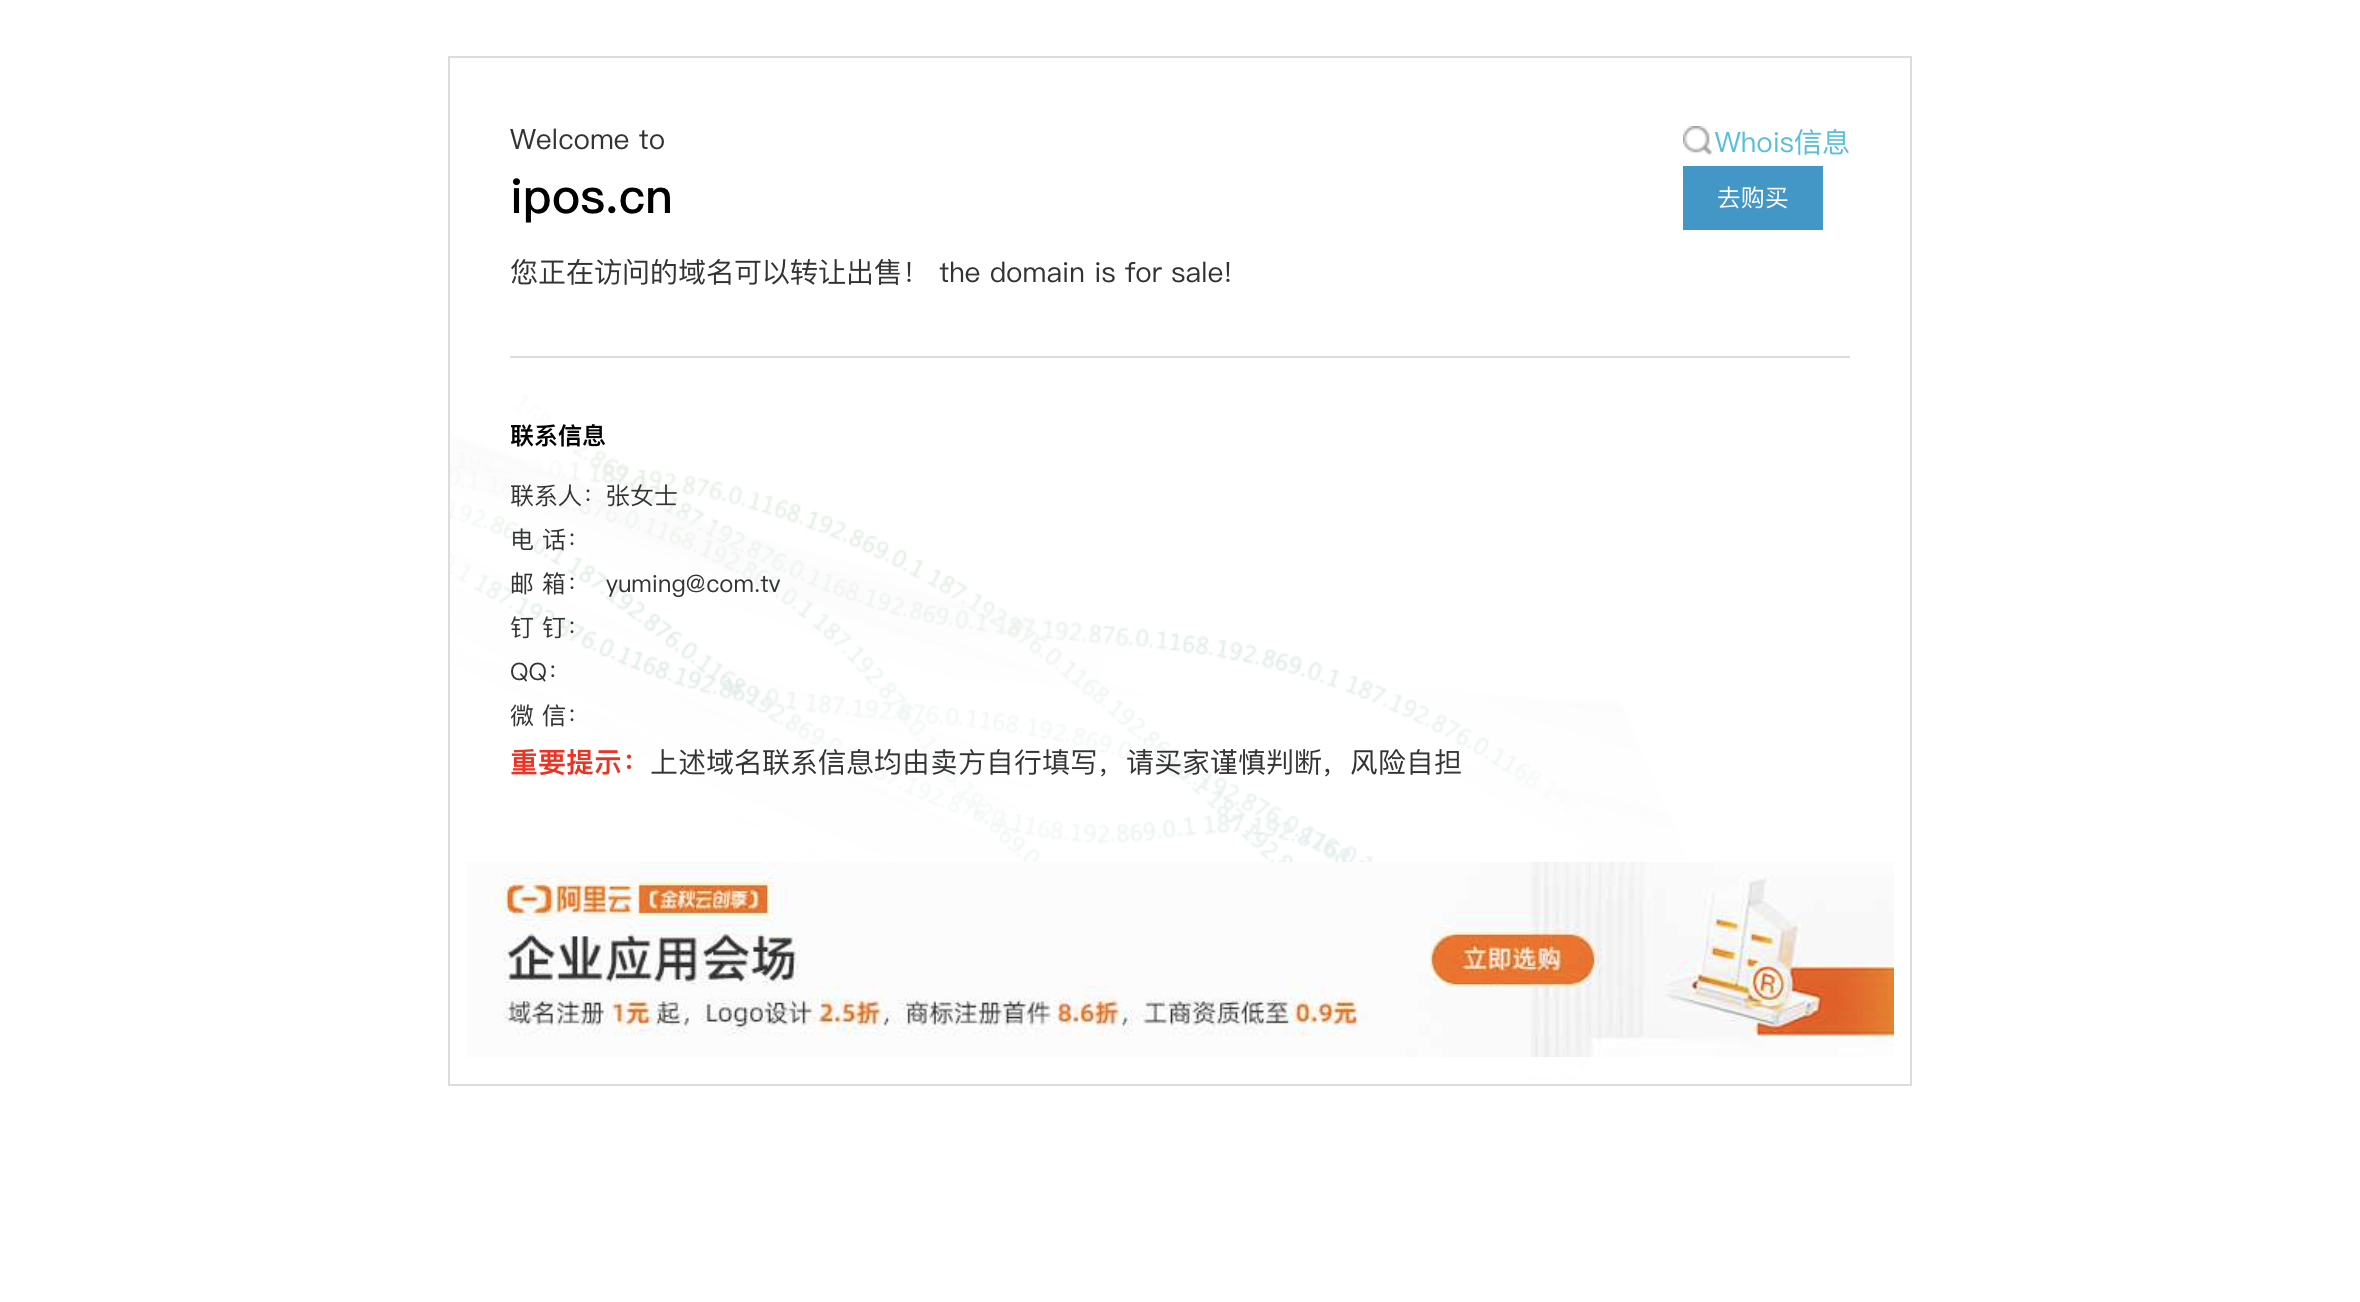 Welcome to
Whois信息
ipos.cn
去购买
您正在访问的域名可以转让出售！ the domain is for sale!
联系信息
联系人：张女士
电 话：
邮 箱： yuming@com.tv
钉 钉：
QQ：
微 信：
重要提示：上述域名联系信息均由卖方自行填写，请买家谨慎判断，风险自担
阿里云【金秋云创季】
企业应用会场
立即选购
域名注册 1元 起，Logo设计 2.5折，商标注册首件 8.6折，工商资质低至 0.9元
®